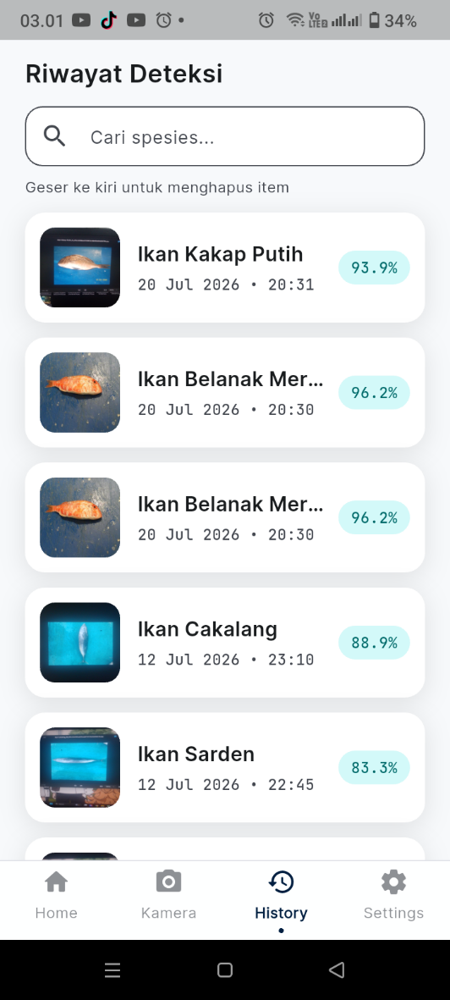 03.01 34%
Riwayat Deteksi
Cari spesies...
Geser ke kiri untuk menghapus item
Ikan Kakap Putih
20 Jul 2026 • 20:31
93.9%
Ikan Belanak Mer...
20 Jul 2026 • 20:30
96.2%
Ikan Belanak Mer...
20 Jul 2026 • 20:30
96.2%
Ikan Cakalang
12 Jul 2026 • 23:10
88.9%
Ikan Sarden
12 Jul 2026 • 22:45
83.3%
Home
Kamera
History
Settings